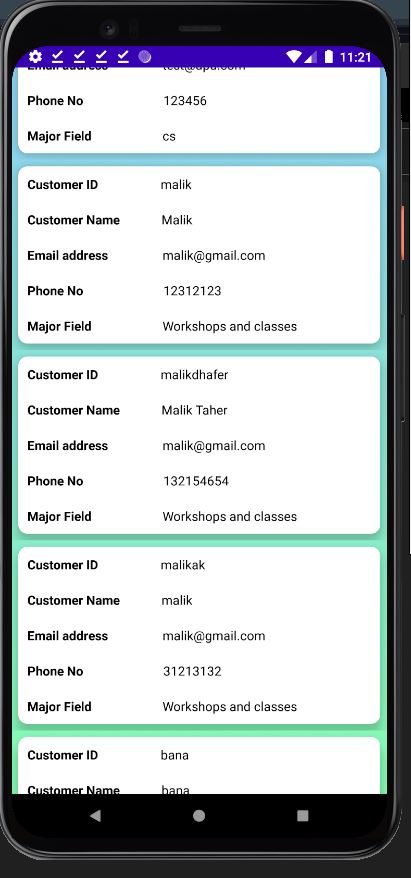 11:21
Email address test@dpu.com
Phone No 123456
Major Field cs
Customer ID malik
Customer Name Malik
Email address malik@gmail.com
Phone No 12312123
Major Field Workshops and classes
Customer ID malikdhafer
Customer Name Malik Taher
Email address malik@gmail.com
Phone No 132154654
Major Field Workshops and classes
Customer ID malikak
Customer Name malik
Email address malik@gmail.com
Phone No 31213132
Major Field Workshops and classes
Customer ID bana
Customer Name bana